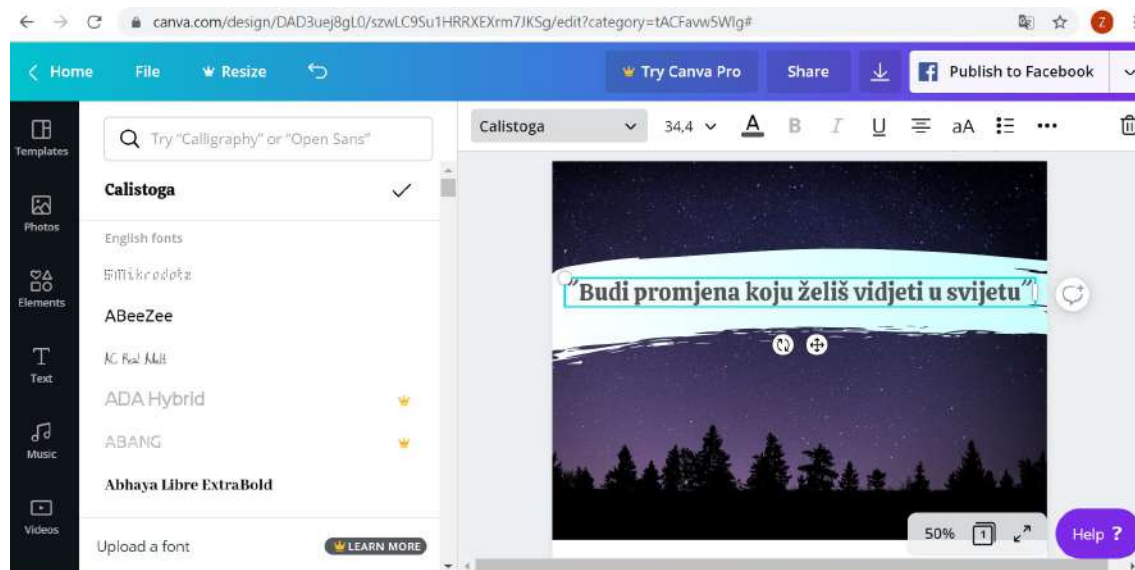 canva.com/design/DAD3uej8gL0/szwLC9Su1HRRXEXrm7JKSg/edit?category=tACFavw5WIg#
Z
Home File Resize Try Canva Pro Share Publish to Facebook
Templates
Photos
Elements
Text
Music
Videos
Try "Calligraphy" or "Open Sans"
Calistoga
English fonts
ABeeZee
ADA Hybrid
ABANG
Abhaya Libre ExtraBold
Upload a font LEARN MORE
Calistoga 34,4 A B I U aA
"Budi promjena koju želiš vidjeti u svijetu"
50% 1 Help ?